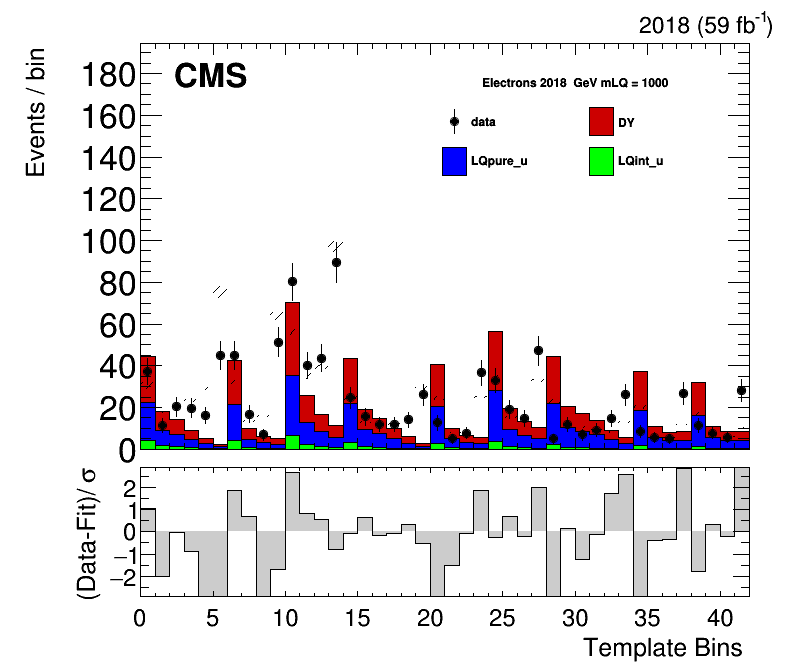 2018 (59 fb-1)
Events / bin
CMS
Electrons 2018 GeV mLQ = 1000
data
DY
LQpure_u
LQint_u
180
160
140
120
100
80
60
40
20
0
(Data-Fit)/ σ
2
1
0
−1
−2
0 5 10 15 20 25 30 35 40
Template Bins